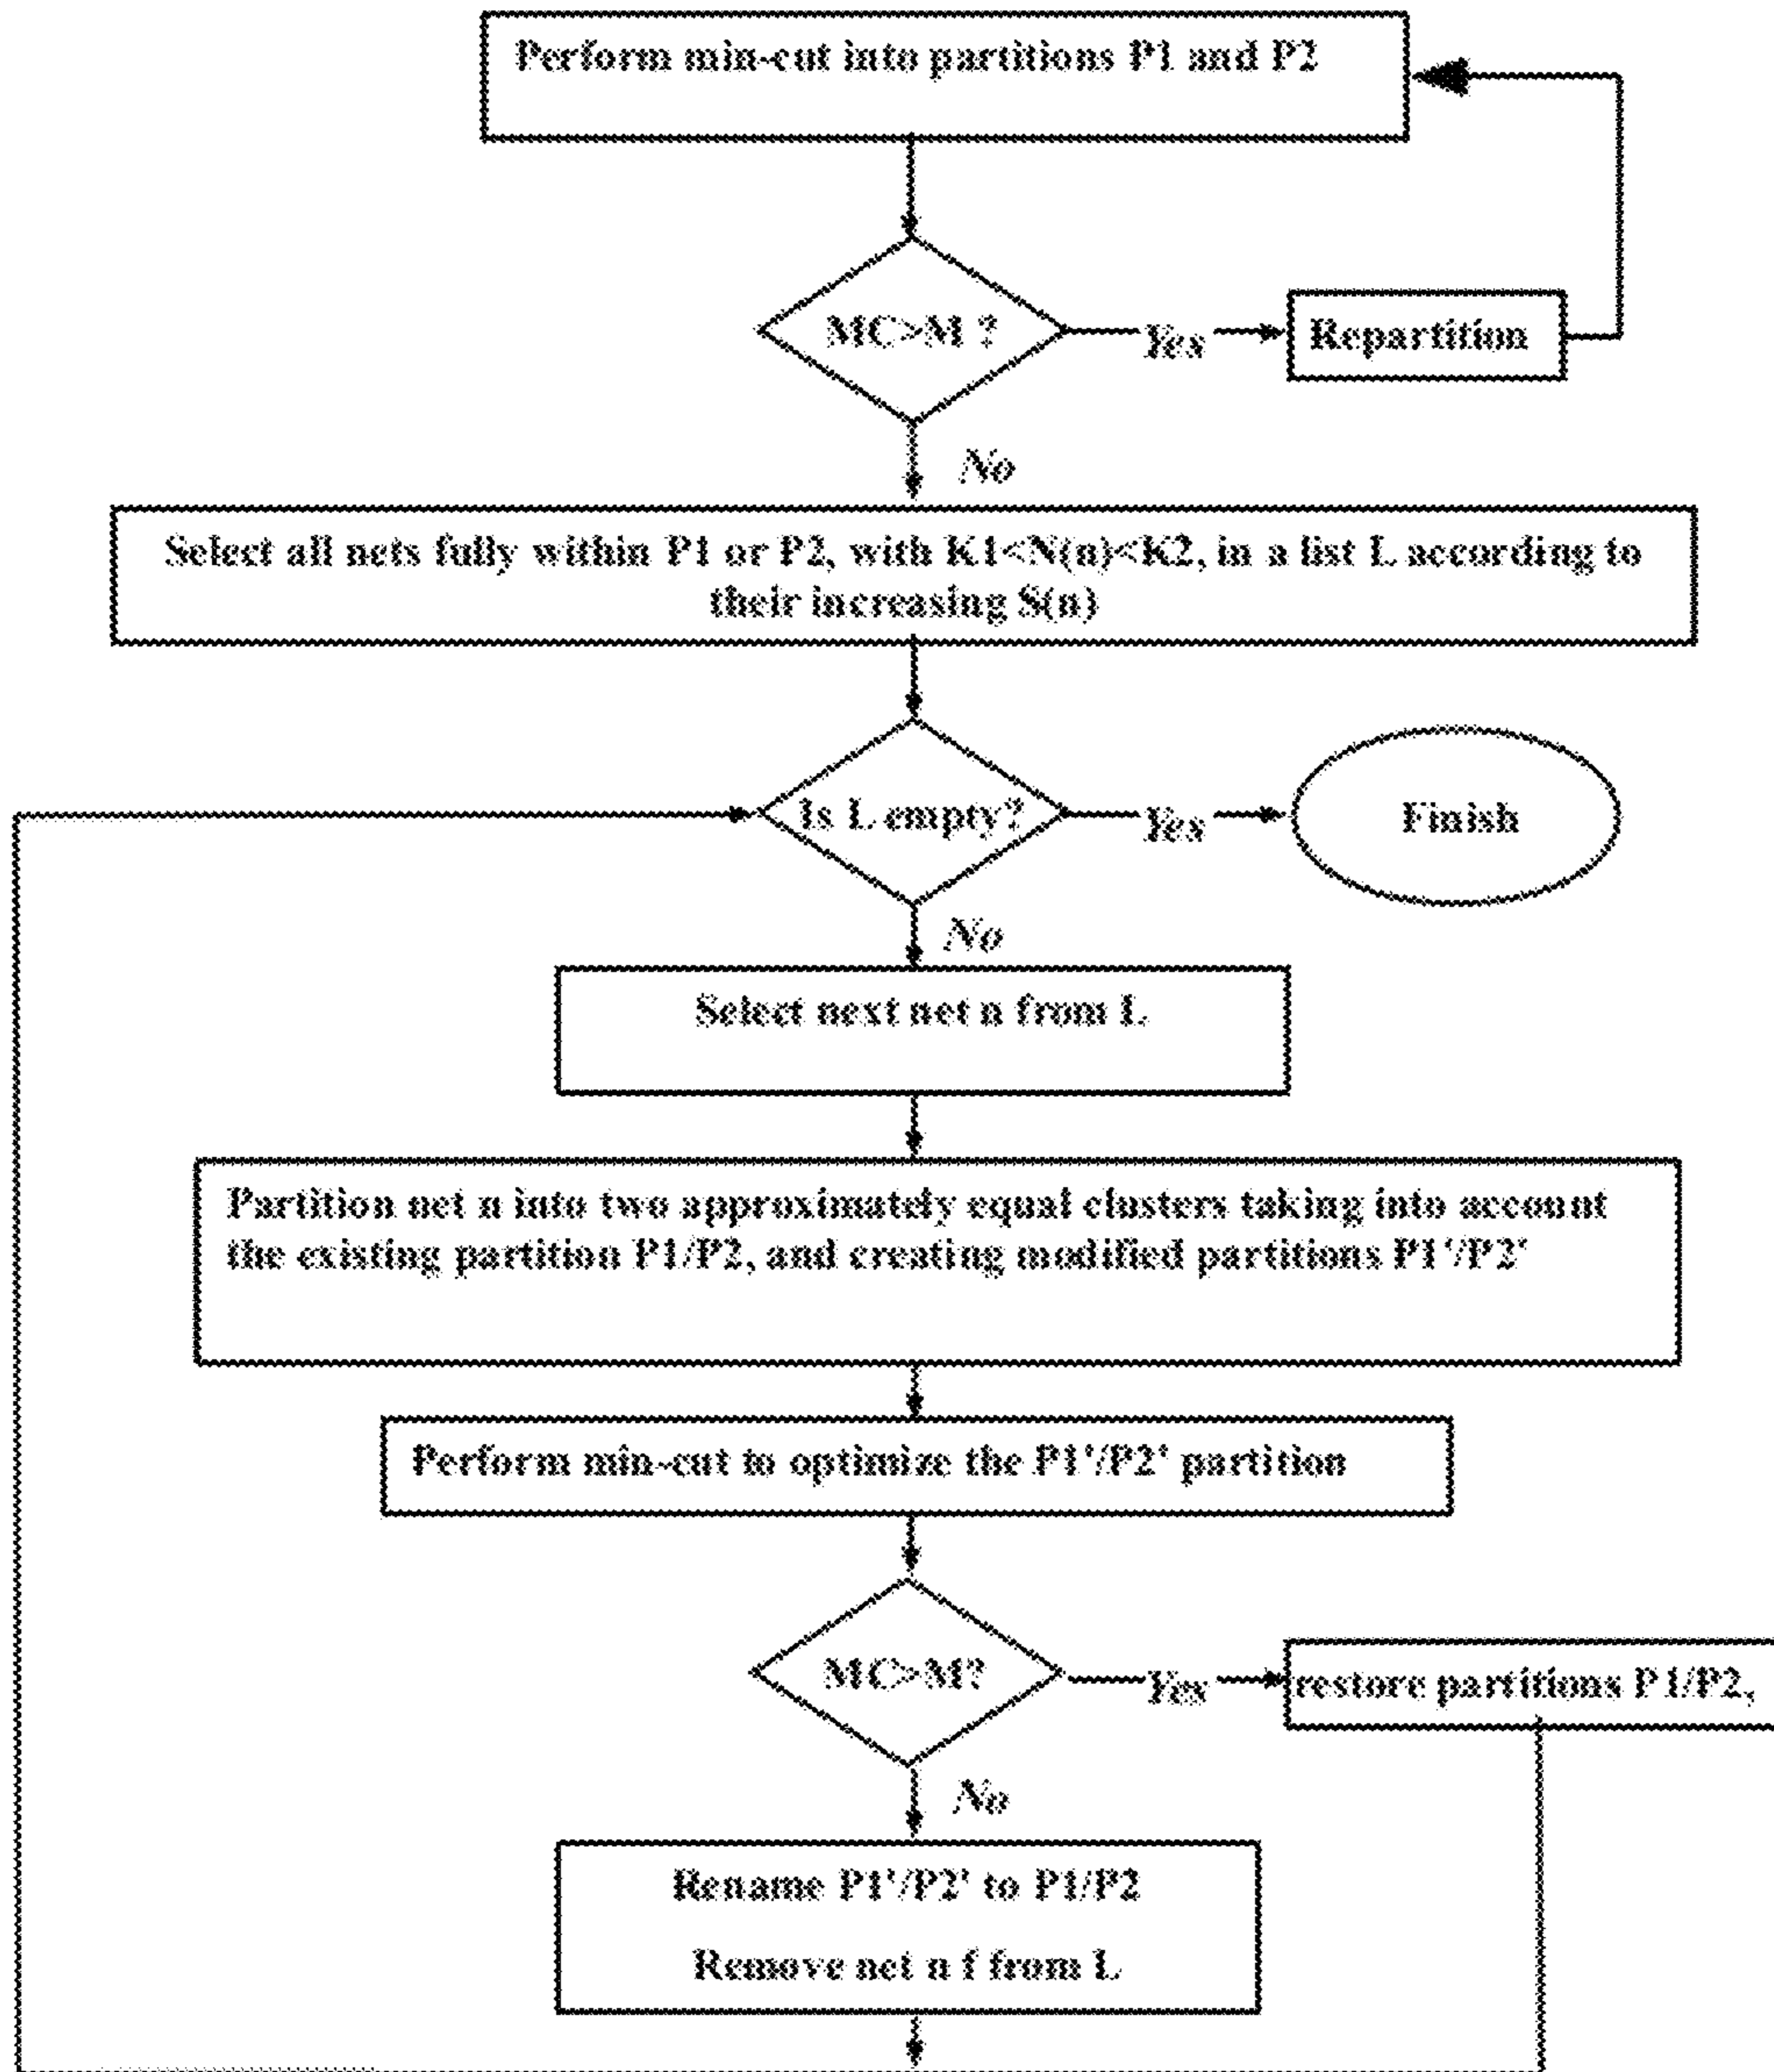 Perform min-cut into partitions P1 and P2
MC>M ?
Yes
Repartition
No
Select all nets fully within P1 or P2, with K1<N(n)<K2, in a list L according to
their increasing S(n)
Is L empty?
Yes
Finish
No
Select next net n from L
Partition net n into two approximately equal clusters taking into account
the existing partition P1/P2, and creating modified partitions P1'/P2'
Perform min-cut to optimize the P1'/P2' partition
MC>M?
Yes
restore partitions P1/P2,
No
Rename P1'/P2' to P1/P2
Remove net n f from L